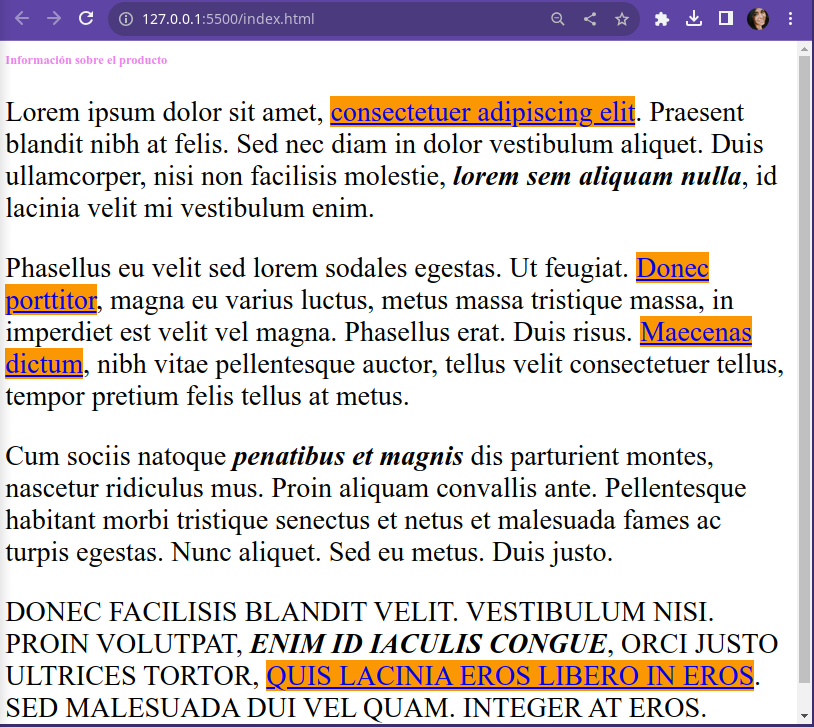 127.0.0.1:5500/index.html
Información sobre el producto
Lorem ipsum dolor sit amet, consectetuer adipiscing elit. Praesent
blandit nibh at felis. Sed nec diam in dolor vestibulum aliquet. Duis
ullamcorper, nisi non facilisis molestie, lorem sem aliquam nulla, id
lacinia velit mi vestibulum enim.
Phasellus eu velit sed lorem sodales egestas. Ut feugiat. Donec
porttitor, magna eu varius luctus, metus massa tristique massa, in
imperdiet est velit vel magna. Phasellus erat. Duis risus. Maecenas
dictum, nibh vitae pellentesque auctor, tellus velit consectetuer tellus,
tempor pretium felis tellus at metus.
Cum sociis natoque penatibus et magnis dis parturient montes,
nascetur ridiculus mus. Proin aliquam convallis ante. Pellentesque
habitant morbi tristique senectus et netus et malesuada fames ac
turpis egestas. Nunc aliquet. Sed eu metus. Duis justo.
DONEC FACILISIS BLANDIT VELIT. VESTIBULUM NISI.
PROIN VOLUTPAT, ENIM ID IACULIS CONGUE, ORCI JUSTO
ULTRICES TORTOR, QUIS LACINIA EROS LIBERO IN EROS.
SED MALESUADA DUI VEL QUAM. INTEGER AT EROS.